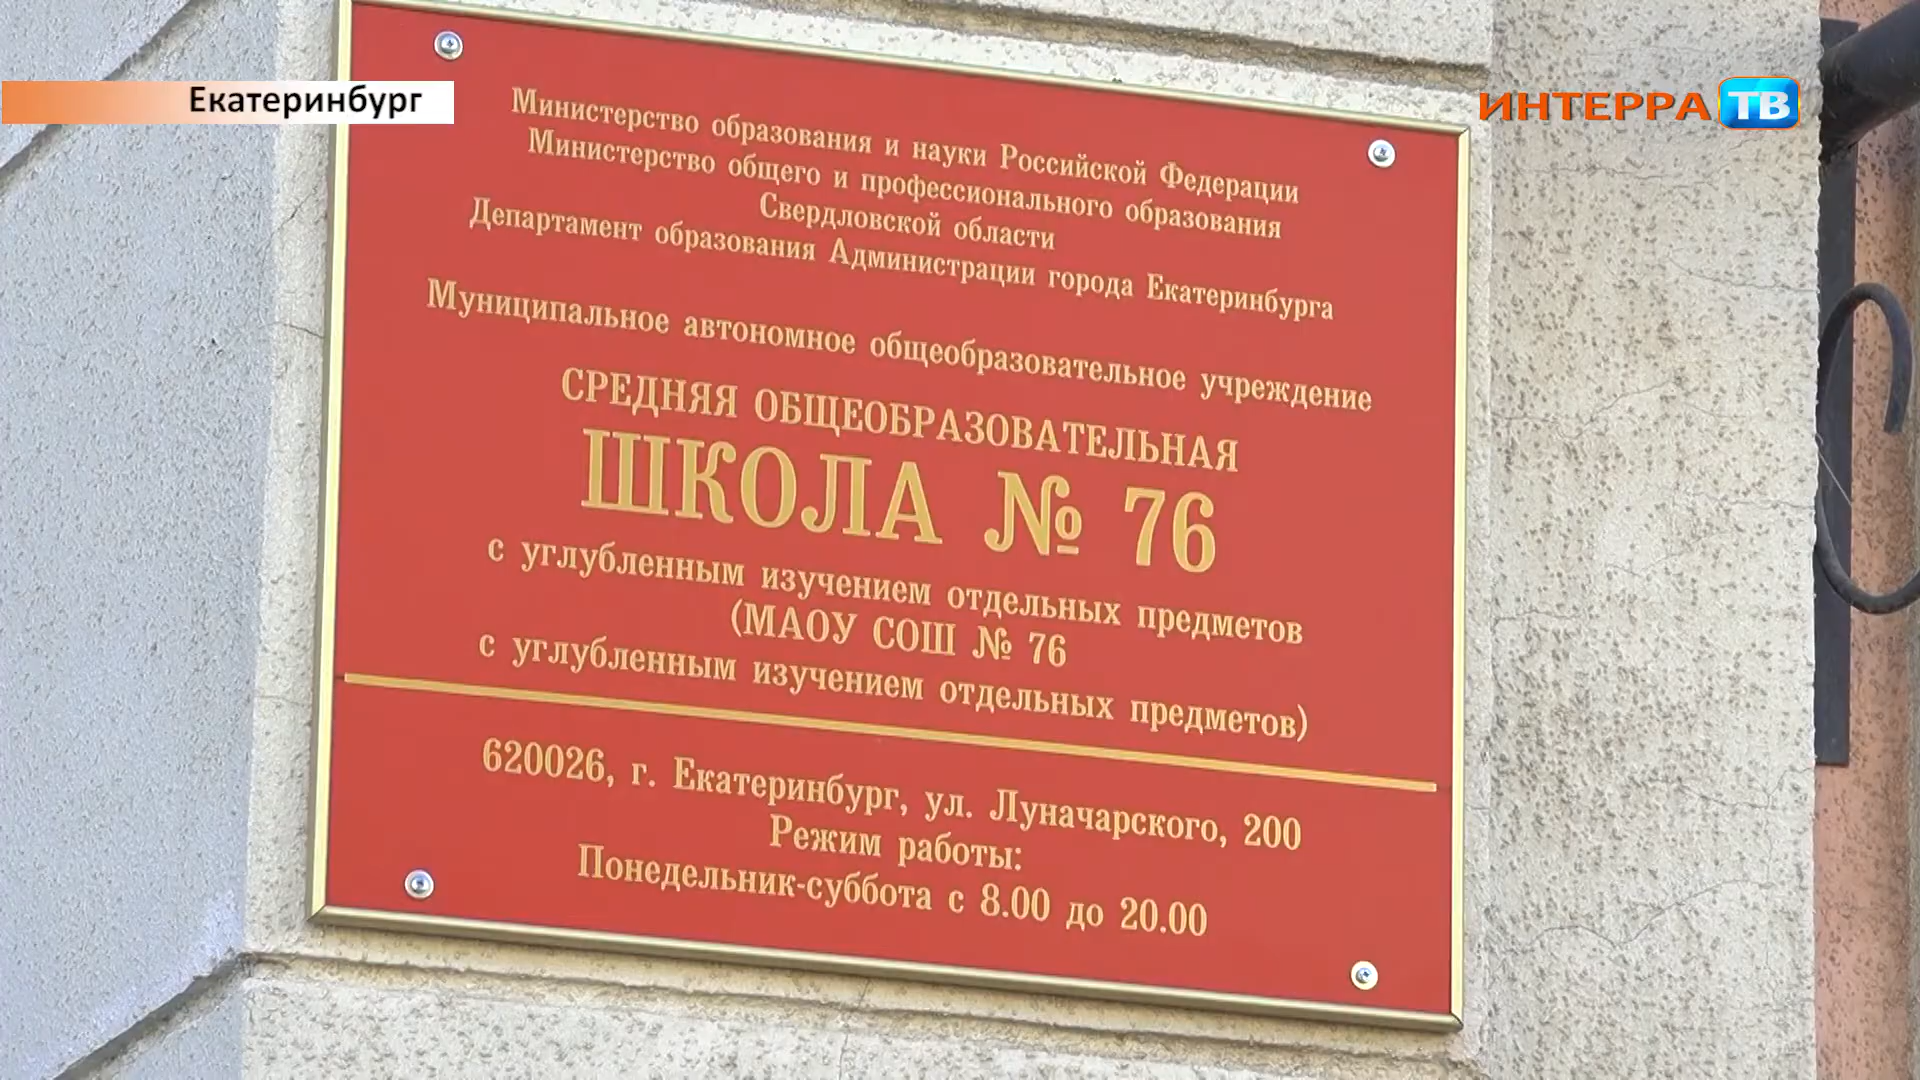 Екатеринбург
ИНТЕРРА ТВ
Министерство образования и науки Российской Федерации
Министерство общего и профессионального образования
Свердловской области
Департамент образования Администрации города Екатеринбурга
Муниципальное автономное общеобразовательное учреждение
СРЕДНЯЯ ОБЩЕОБРАЗОВАТЕЛЬНАЯ
ШКОЛА № 76
с углубленным изучением отдельных предметов
(МАОУ СОШ № 76
с углубленным изучением отдельных предметов)
620026, г. Екатеринбург, ул. Луначарского, 200
Режим работы:
Понедельник-суббота с 8.00 до 20.00